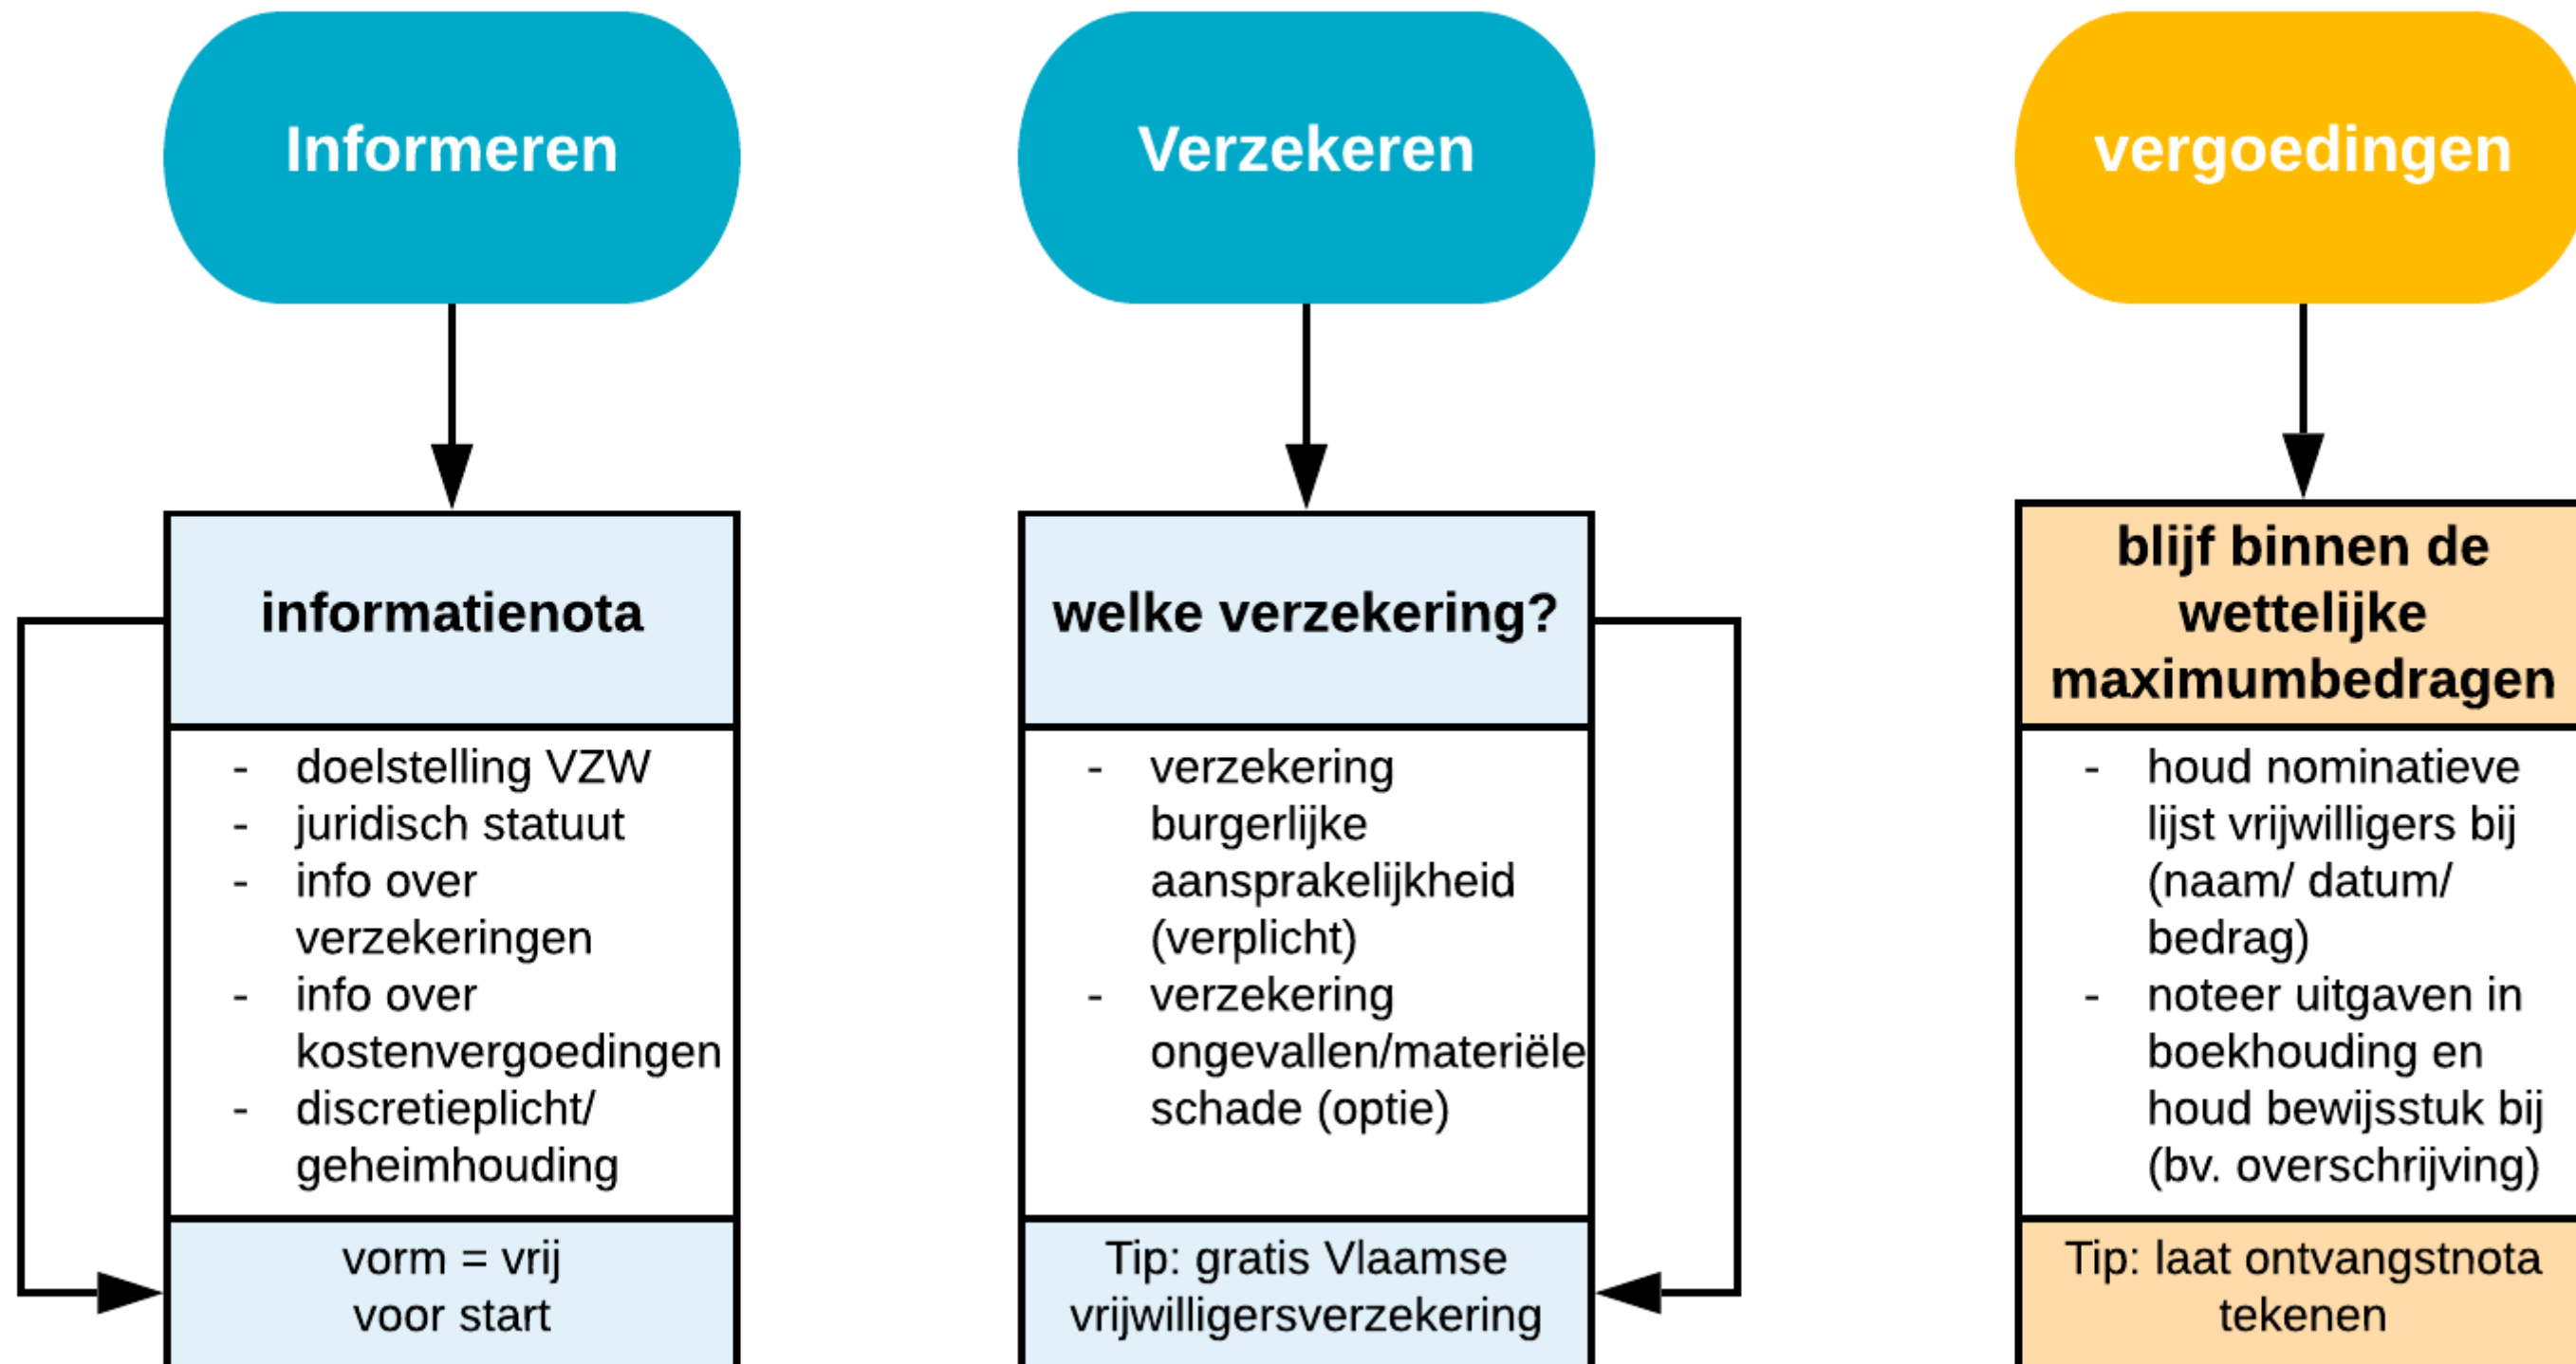 Informeren
informatienota
- doelstelling VZW
- juridisch statuut
- info over
verzekeringen
- info over
kostenvergoedingen
- discretieplicht/
geheimhouding
vorm = vrij
voor start
Verzekeren
welke verzekering?
- verzekering
burgerlijke
aansprakelijkheid
(verplicht)
- verzekering
ongevallen/materiële
schade (optie)
Tip: gratis Vlaamse
vrijwilligersverzekering
vergoedingen
blijf binnen de
wettelijke
maximumbedragen
- houd nominatieve
lijst vrijwilligers bij
(naam/ datum/
bedrag)
- noteer uitgaven in
boekhouding en
houd bewijsstuk bij
(bv. overschrijving)
Tip: laat ontvangstnota
tekenen